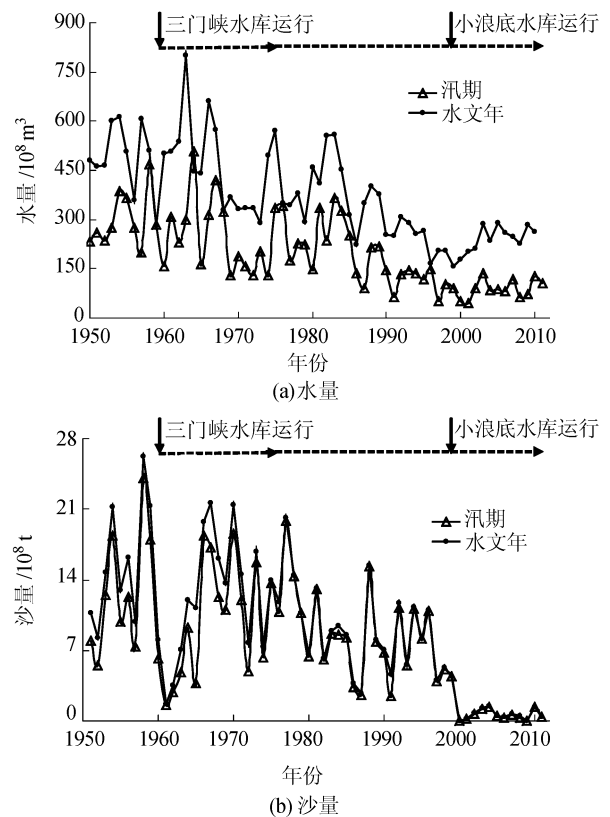 900
750
600
450
300
150
0
水量 /10⁸ m³
三门峡水库运行
小浪底水库运行
汛期
水文年
1950 1960 1970 1980 1990 2000 2010
年份
(a) 水量
28
21
14
7
0
沙量 /10⁸ t
三门峡水库运行
小浪底水库运行
汛期
水文年
1950 1960 1970 1980 1990 2000 2010
年份
(b) 沙量